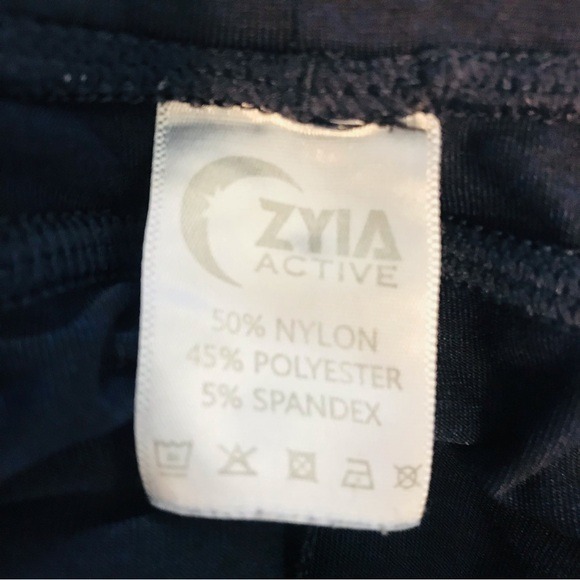 ZYIA
ACTIVE
50% NYLON
45% POLYESTER
5% SPANDEX